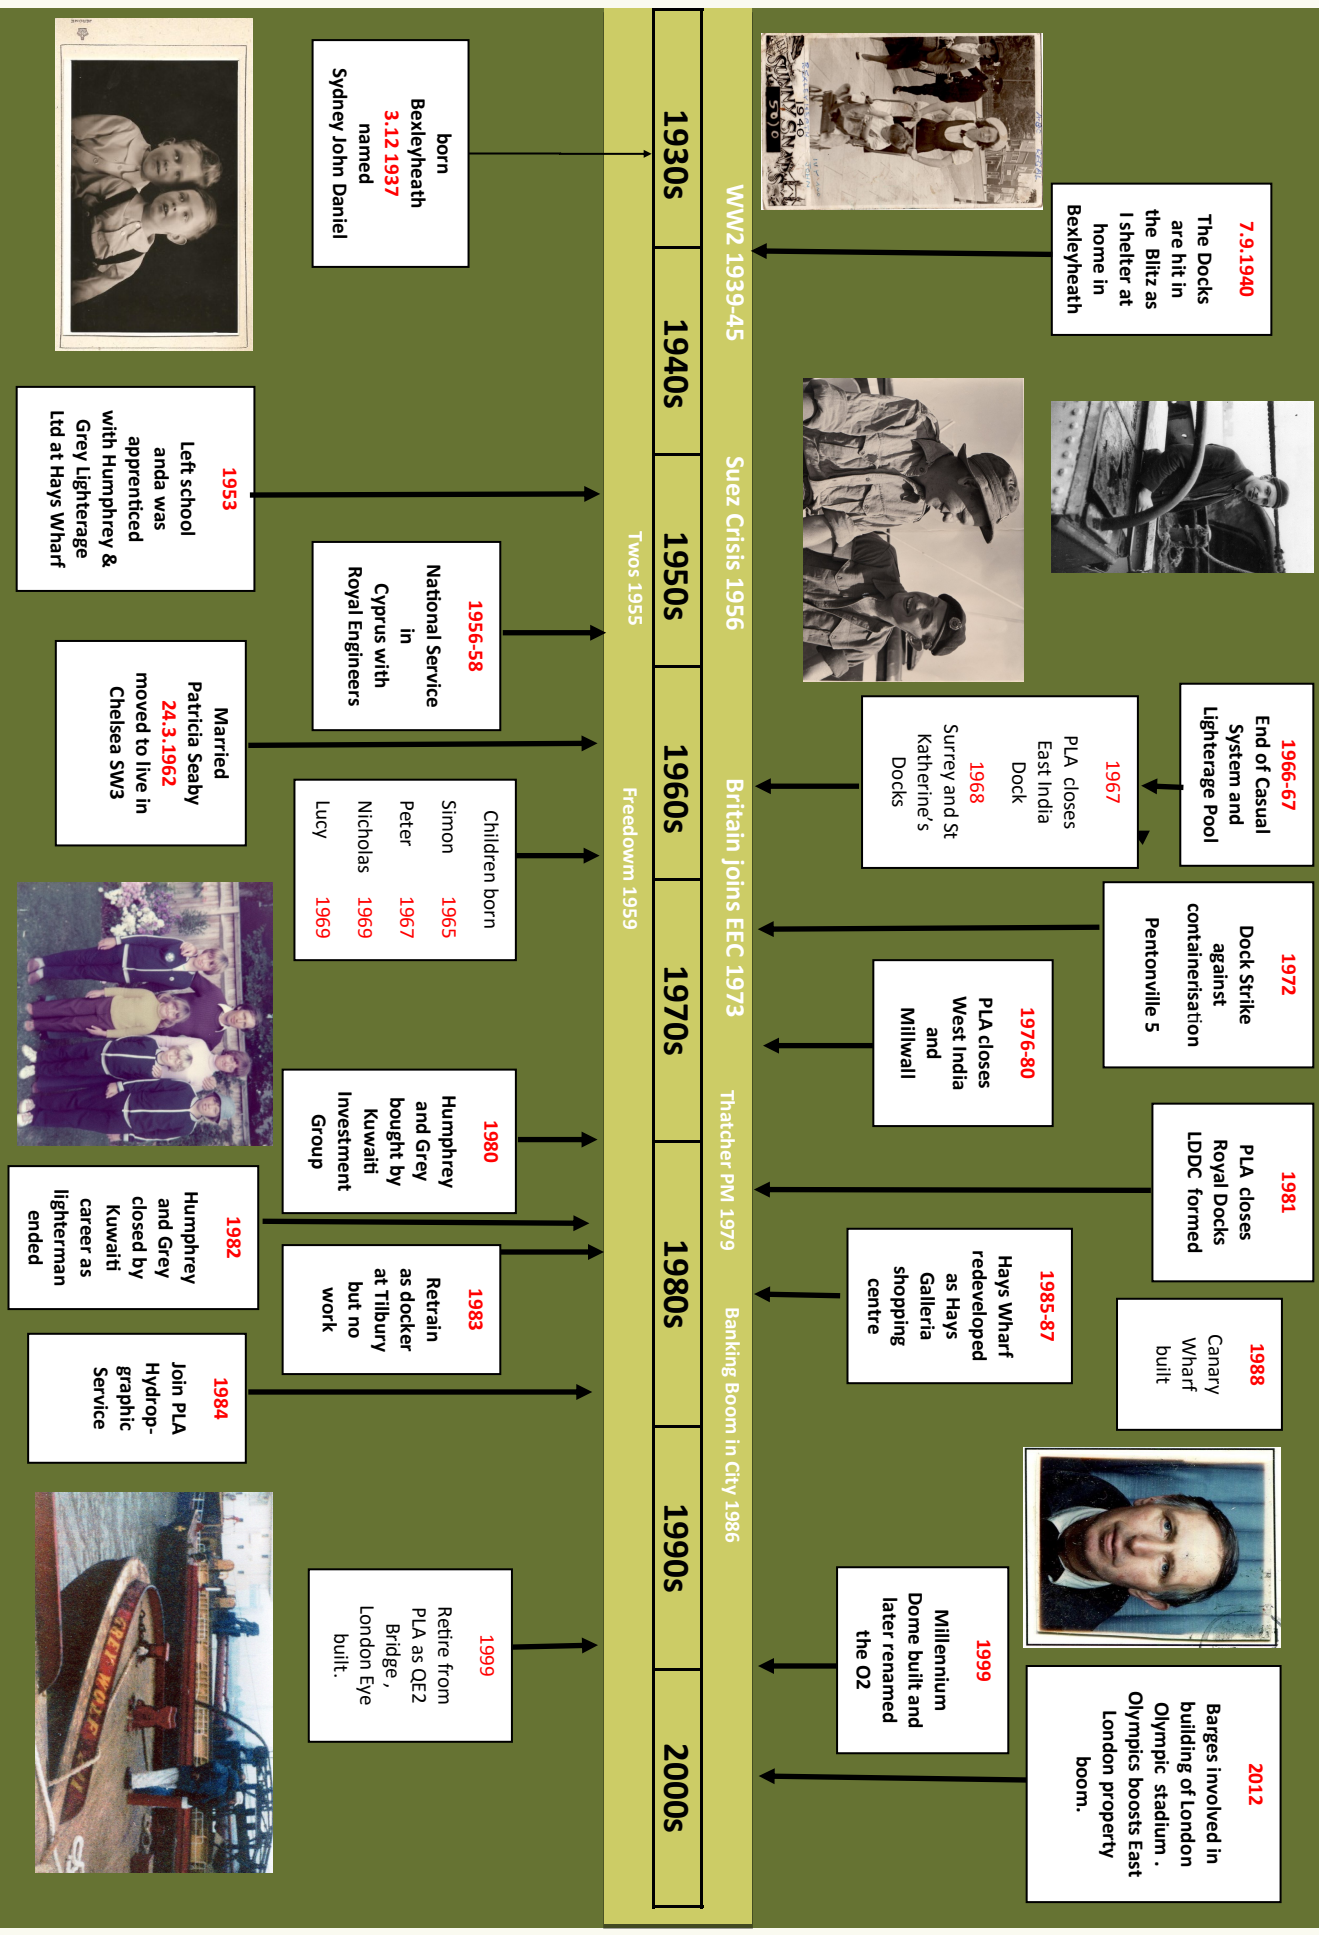 1940
SUNNY SNAPS
7.9.1940
The Docks
are hit in
the Blitz as
I shelter at
home in
Bexleyheath
1966-67
End of Casual
System and
Lighterage Pool
1967
PLA closes
East India
Dock
1968
Surrey and St
Katherine's
Docks
1972
Dock Strike
against
containerisation
Pentonville 5
1976-80
PLA closes
West India
and
Millwall
1981
PLA closes
Royal Docks
LDDC formed
1985-87
Hays Wharf
redeveloped
as Hays
Galleria
shopping
centre
1988
Canary
Wharf
built
1999
Millennium
Dome built and
later renamed
the O2
2012
Barges involved in
building of London
Olympic stadium .
Olympics boosts East
London property
boom.
WW2 1939-45
Suez Crisis 1956
Britain joins EEC 1973
Thatcher PM 1979
Banking Boom in City 1986
1930s
1940s
1950s
1960s
1970s
1980s
1990s
2000s
Twos 1955
Freedowm 1959
born
Bexleyheath
3.12 1937
named
Sydney John Daniel
1953
Left school
anda was
apprenticed
with Humphrey &
Grey Lighterage
Ltd at Hays Wharf
1956-58
National Service
in
Cyprus with
Royal Engineers
Married
Patricia Seaby
24.3.1962
moved to live in
Chelsea SW3
Children born
Simon 1965
Peter 1967
Nicholas 1969
Lucy 1969
1980
Humphrey
and Grey
bought by
Kuwaiti
Investment
Group
1982
Humphrey
and Grey
closed by
Kuwaiti
career as
lighterman
ended
1983
Retrain
as docker
at Tilbury
but no
work
1984
Join PLA
Hydrop-
graphic
Service
1999
Retire from
PLA as QE2
Bridge ,
London Eye
built.
GREY WOLF